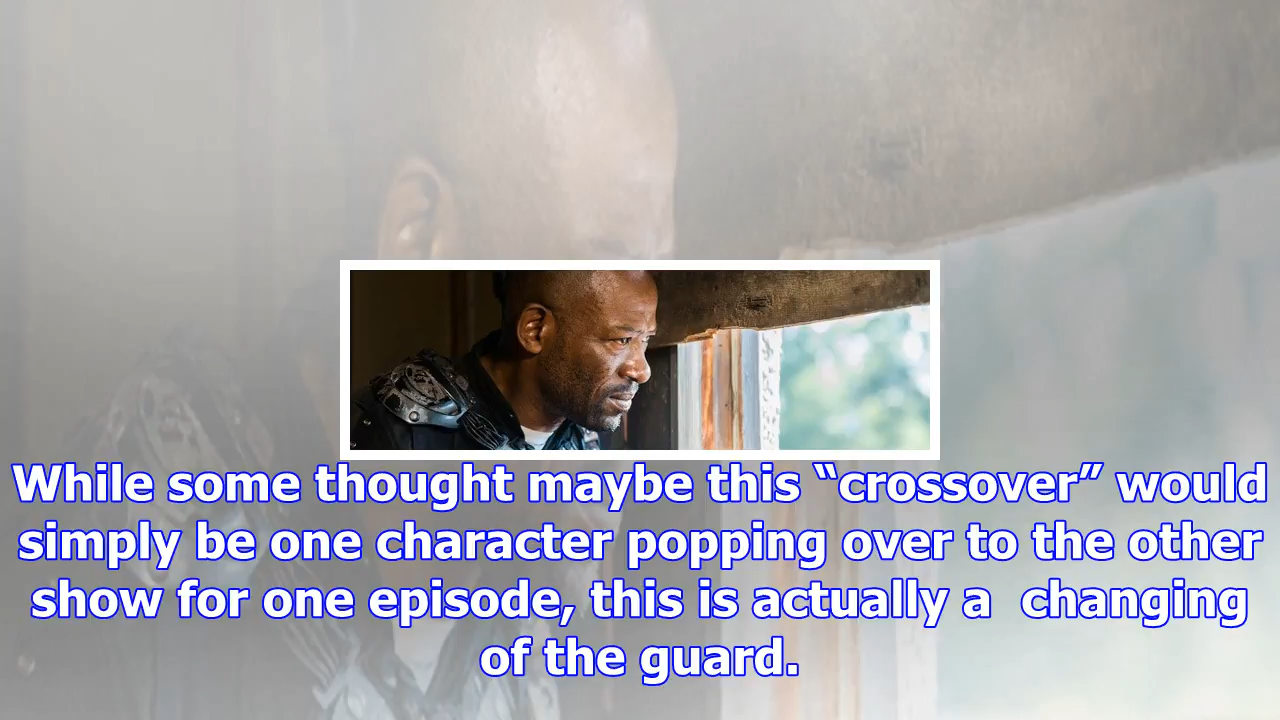 While some thought maybe this “crossover” would
simply be one character popping over to the other
show for one episode, this is actually a  changing
of the guard.